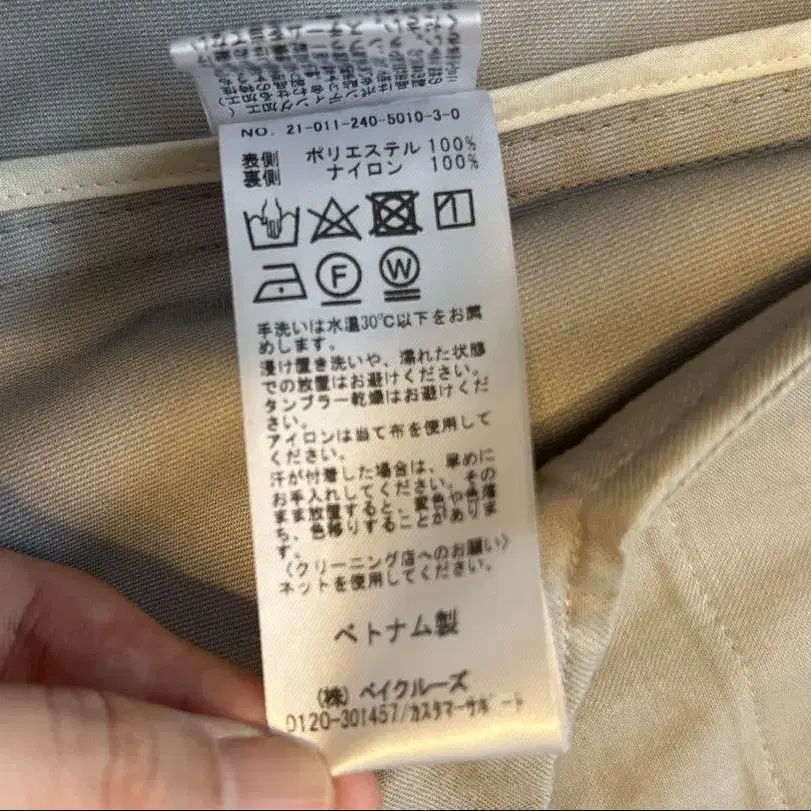 NO. 21-011-240-5010-3-0
表側 ポリエステル 100%
裏側 ナイロン 100%
F W
手洗いは水温30℃以下をお薦
めします。
浸け置き洗いや、濡れた状態
での放置はお避けください。
タンブラー乾燥はお避けくだ
さい。
アイロンは当て布を使用して
ください。
汗が付着した場合は、早めに
お手入れしてください。その
まま放置すると、変色や色落
ち、色移りすることがありま
す。
〈クリーニング店へのお願い〉
ネットを使用してください。
ベトナム製
(株) ベイクルーズ
0120-301457/カスタマーサポート